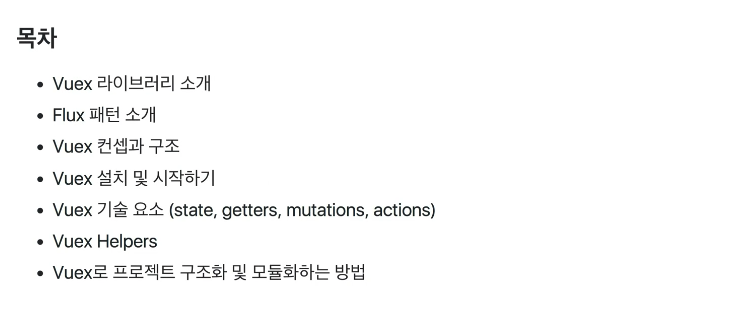 목차
Vuex 라이브러리 소개
Flux 패턴 소개
Vuex 컨셉과 구조
Vuex 설치 및 시작하기
Vuex 기술 요소 (state, getters, mutations, actions)
Vuex Helpers
Vuex로 프로젝트 구조화 및 모듈화하는 방법